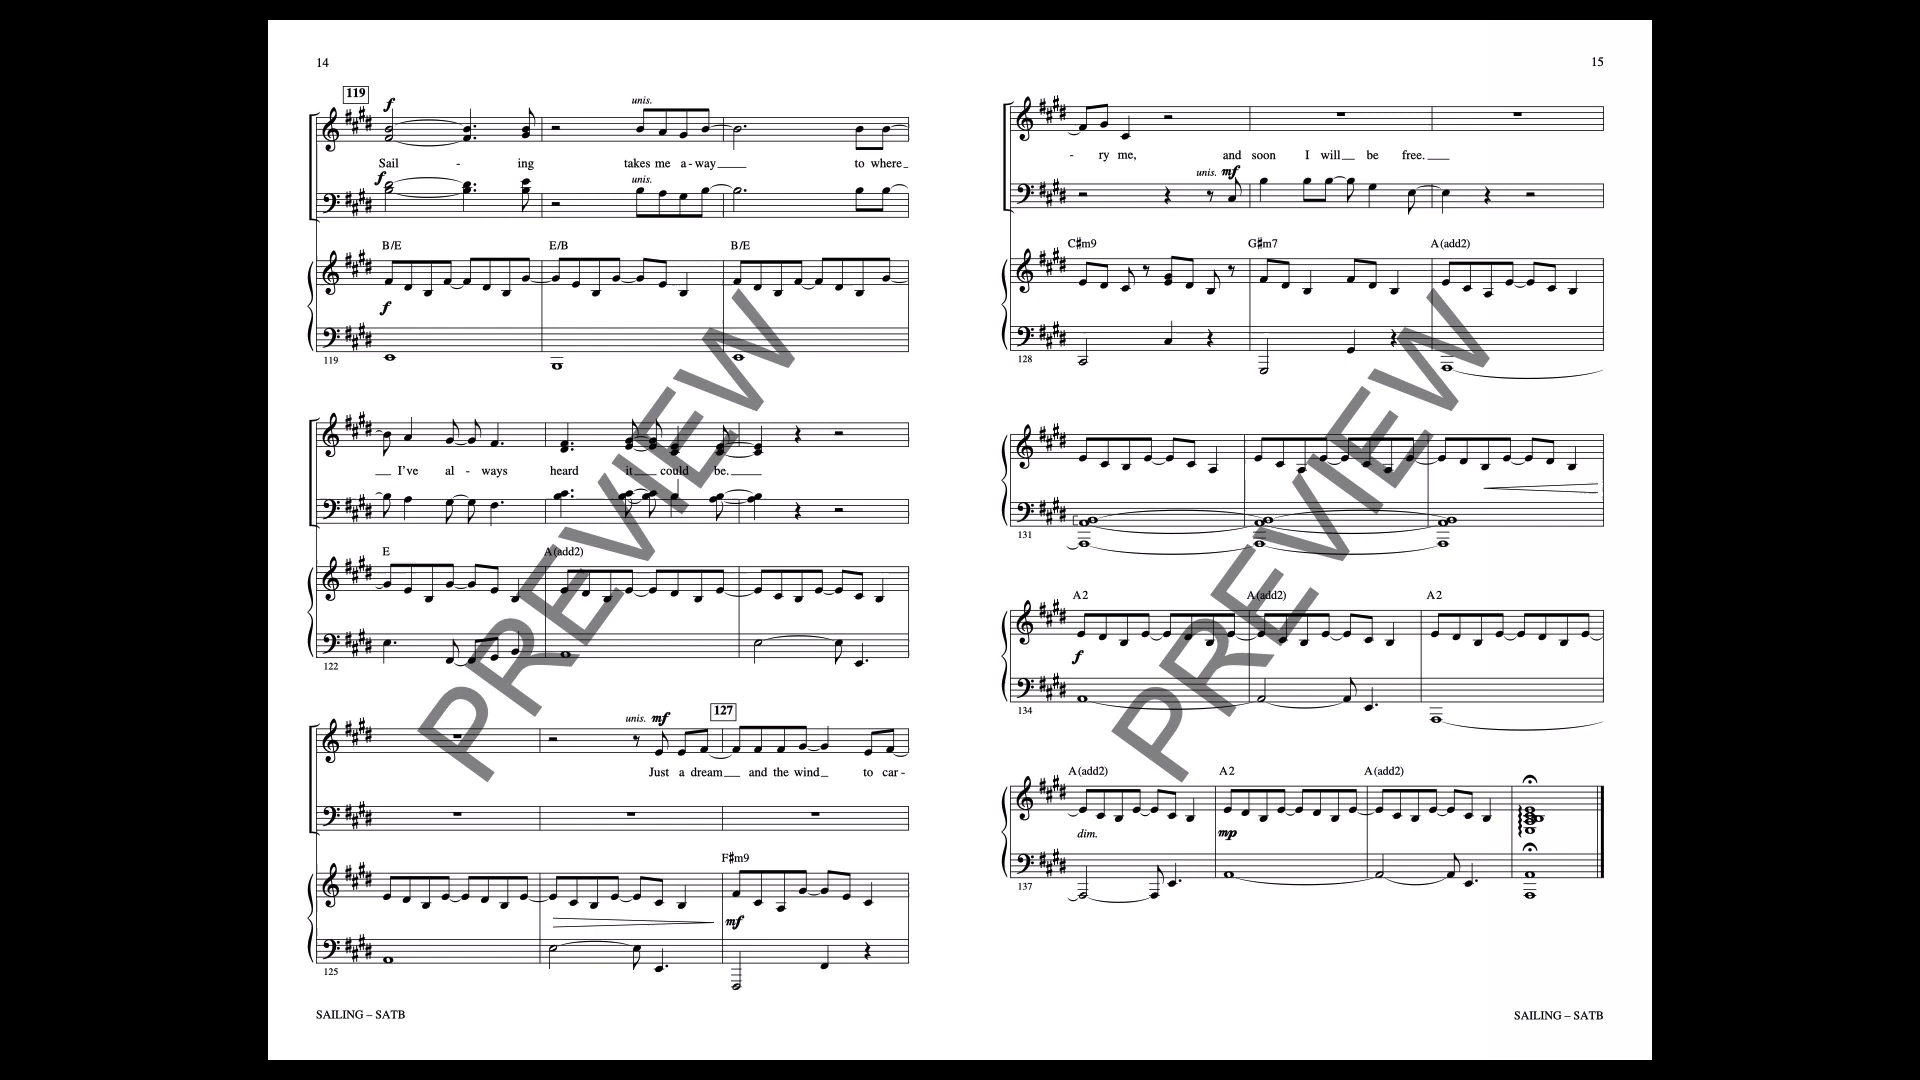 14
119
f
unis.
Sail - ing takes me a - way to where
f
unis.
B/E E/B B/E
f
119
I've al - ways heard it could be.
E A(add2)
122
unis. mf 127
Just a dream and the wind to car -
F#m9
mf
125
SAILING – SATB
15
- ry me, and soon I will be free.
unis. mf
C#m9 G#m7 A(add2)
128
131
A2 A(add2) A2
f
134
A(add2) A2 A(add2)
dim. mp
137
SAILING – SATB
PREVIEW
PREVIEW